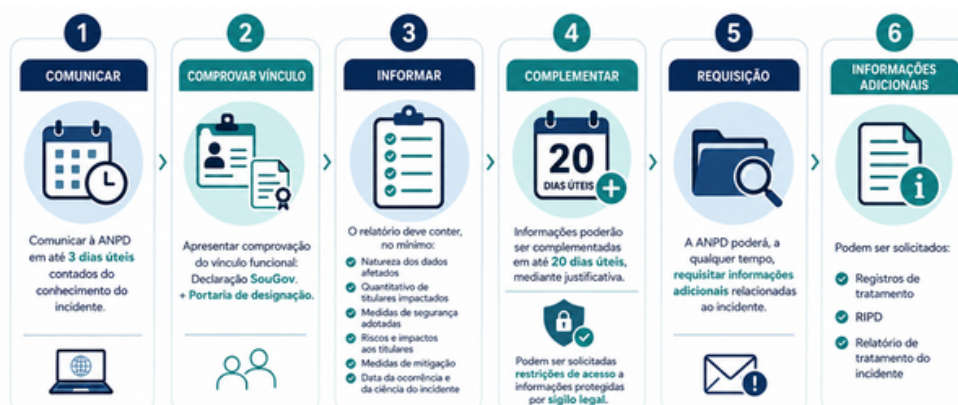 1
COMUNICAR
Comunicar à ANPD
em até 3 dias úteis
contados do
conhecimento do
incidente.
2
COMPROVAR VÍNCULO
Apresentar comprovação
do vínculo funcional:
Declaração SouGov.
+ Portaria de designação.
3
INFORMAR
O relatório deve conter,
no mínimo:
Natureza dos dados
afetados
Quantitativo de
titulares impactados
Medidas de segurança
adotadas
Riscos e impactos
aos titulares
Medidas de mitigação
Data da ocorrência e
da ciência do incidente
4
COMPLEMENTAR
20
DIAS ÚTEIS
Informações poderão
ser complementadas
em até 20 dias úteis,
mediante justificativa.
Podem ser solicitadas
restrições de acesso a
informações protegidas
por sigilo legal.
5
REQUISIÇÃO
A ANPD poderá, a
qualquer tempo,
requisitar informações
adicionais relacionadas
ao incidente.
6
INFORMAÇÕES
ADICIONAIS
Podem ser solicitados:
Registros de
tratamento
RIPD
Relatório de
tratamento do
incidente